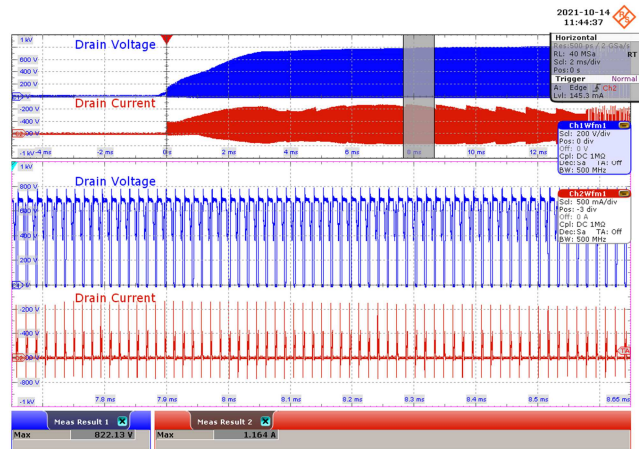 2021-10-14
11:44:37
Horizontal
Res:500 ps / 2 GSa/s
RL: 40 MSa RT
Scl: 2 ms/div
Pos:0 s
Trigger Normal
A: Edge Ch2
Lvl: 145.3 mA
1 kV
Drain Voltage
600 V
400 V
200 V
Drain Current
-200 V
-400 V
-1 kV
-4 ms
-2 ms
0 s
2 ms
4 ms
6 ms
8 ms
10 ms
12 ms
Ch1Wfm1
Scl: 200 V/div
Pos: 0 div
Off: 0 V
Cpl: DC 1MΩ
Dec:Sa TA: Off
BW: 500 MHz
1 kV
Drain Voltage
800 V
600 V
400 V
200 V
Ch2Wfm1
Scl: 500 mA/div
Pos: -3 div
Off: 0 A
Cpl: DC 1MΩ
Dec:Sa TA: Off
BW: 500 MHz
Drain Current
-200 V
-400 V
-600 V
-800 V
-1 kV
7.8 ms
7.9 ms
8 ms
8.1 ms
8.2 ms
8.3 ms
8.4 ms
8.5 ms
8.65 ms
Meas Result 1
Max 822.13 V
Meas Result 2
Max 1.164 A